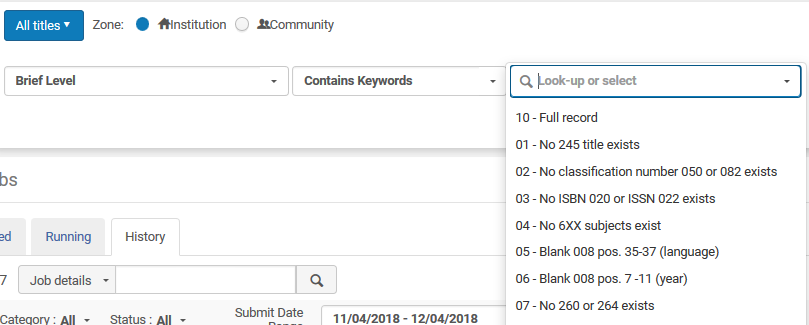 All titles Zone: Institution Community
Brief Level Contains Keywords Look-up or select
10 - Full record
01 - No 245 title exists
02 - No classification number 050 or 082 exists
03 - No ISBN 020 or ISSN 022 exists
04 - No 6XX subjects exist
05 - Blank 008 pos. 35-37 (language)
06 - Blank 008 pos. 7 -11 (year)
07 - No 260 or 264 exists
bs
ed Running History
7 Job details
Category : All Status : All Submit Date 11/04/2018 - 12/04/2018
Range